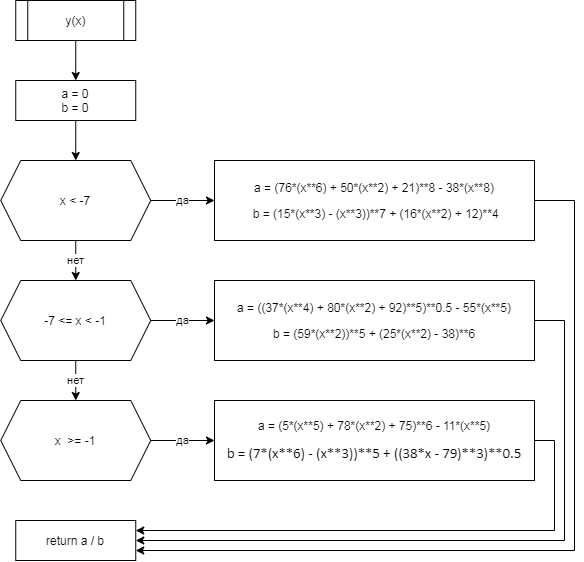 y(x)
a = 0
b = 0
x < -7
да
a = (76*(x**6) + 50*(x**2) + 21)**8 - 38*(x**8)
b = (15*(x**3) - (x**3))**7 + (16*(x**2) + 12)**4
нет
-7 <= x < -1
да
a = ((37*(x**4) + 80*(x**2) + 92)**5)**0.5 - 55*(x**5)
b = (59*(x**2))**5 + (25*(x**2) - 38)**6
нет
x >= -1
да
a = (5*(x**5) + 78*(x**2) + 75)**6 - 11*(x**5)
b = (7*(x**6) - (x**3))**5 + ((38*x - 79)**3)**0.5
return a / b